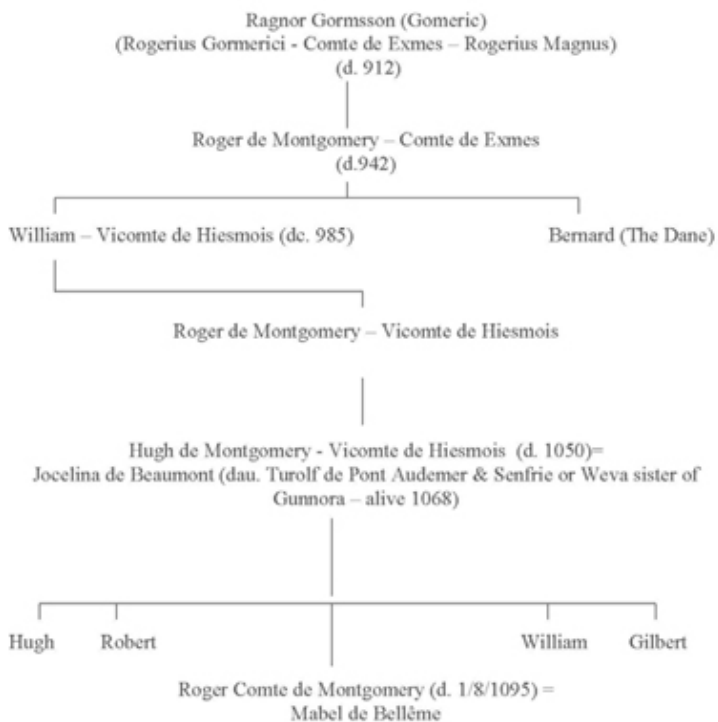 Ragnor Gormsson (Gomeric)
(Rogerius Gormerici - Comte de Exmes – Rogerius Magnus)
(d. 912)
Roger de Montgomery – Comte de Exmes
(d.942)
William – Vicomte de Hiesmois (dc. 985)
Bernard (The Dane)
Roger de Montgomery – Vicomte de Hiesmois
Hugh de Montgomery - Vicomte de Hiesmois (d. 1050)=
Jocelina de Beaumont (dau. Turolf de Pont Audemer & Senfrie or Weva sister of
Gunnora – alive 1068)
Hugh
Robert
William
Gilbert
Roger Comte de Montgomery (d. 1/8/1095) =
Mabel de Bellême